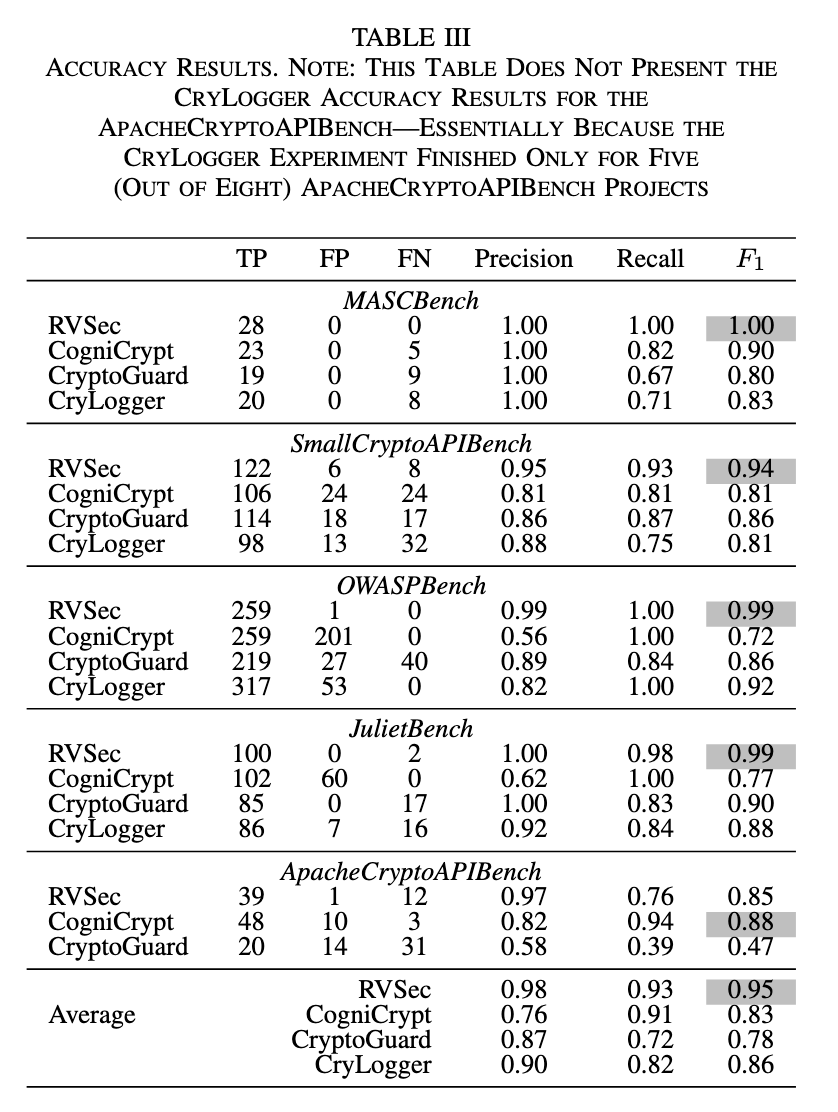 TABLE III
ACCURACY RESULTS. NOTE: THIS TABLE DOES NOT PRESENT THE
CRYLOGGER ACCURACY RESULTS FOR THE
APACHECRYPTOAPIBENCH—ESSENTIALLY BECAUSE THE
CRYLOGGER EXPERIMENT FINISHED ONLY FOR FIVE
(OUT OF EIGHT) APACHECRYPTOAPIBENCH PROJECTS
TP FP FN Precision Recall F1
MASCBench
RVSec 28 0 0 1.00 1.00 1.00
CogniCrypt 23 0 5 1.00 0.82 0.90
CryptoGuard 19 0 9 1.00 0.67 0.80
CryLogger 20 0 8 1.00 0.71 0.83
SmallCryptoAPIBench
RVSec 122 6 8 0.95 0.93 0.94
CogniCrypt 106 24 24 0.81 0.81 0.81
CryptoGuard 114 18 17 0.86 0.87 0.86
CryLogger 98 13 32 0.88 0.75 0.81
OWASPBench
RVSec 259 1 0 0.99 1.00 0.99
CogniCrypt 259 201 0 0.56 1.00 0.72
CryptoGuard 219 27 40 0.89 0.84 0.86
CryLogger 317 53 0 0.82 1.00 0.92
JulietBench
RVSec 100 0 2 1.00 0.98 0.99
CogniCrypt 102 60 0 0.62 1.00 0.77
CryptoGuard 85 0 17 1.00 0.83 0.90
CryLogger 86 7 16 0.92 0.84 0.88
ApacheCryptoAPIBench
RVSec 39 1 12 0.97 0.76 0.85
CogniCrypt 48 10 3 0.82 0.94 0.88
CryptoGuard 20 14 31 0.58 0.39 0.47
RVSec 0.98 0.93 0.95
Average CogniCrypt 0.76 0.91 0.83
CryptoGuard 0.87 0.72 0.78
CryLogger 0.90 0.82 0.86